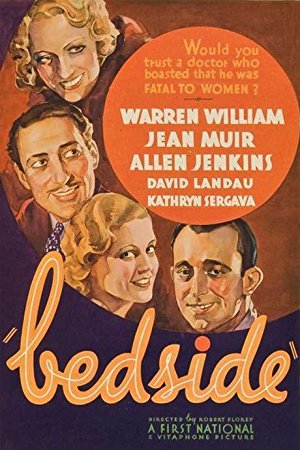 Would you
trust a doctor who
boasted that he was
FATAL TO WOMEN?
WARREN WILLIAM
JEAN MUIR
ALLEN JENKINS
DAVID LANDAU
KATHRYN SERGAVA
"bedside"
DIRECTED by ROBERT FLOREY
A FIRST NATIONAL
& VITAPHONE PICTURE